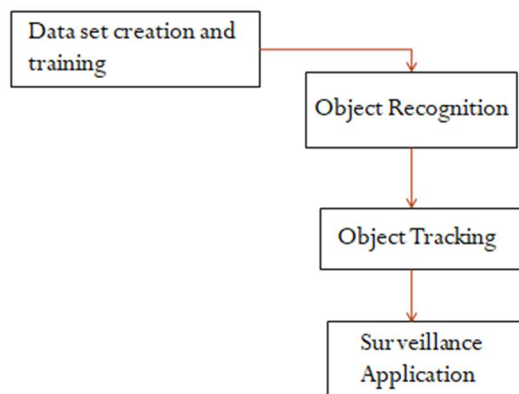 Data set creation and
training
Object Recognition
Object Tracking
Surveillance
Application